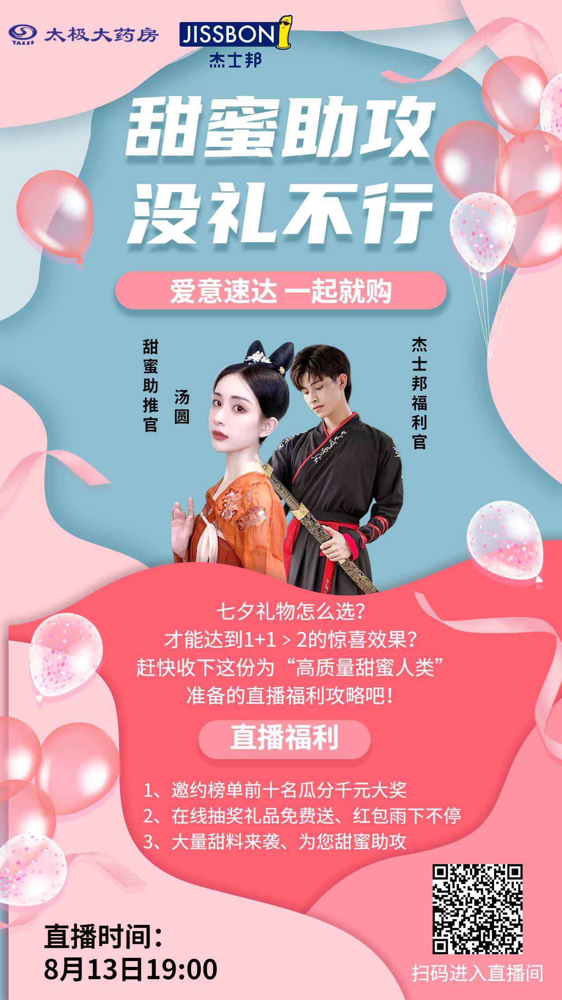 TAIJI
太极大药房
JISSBON
杰士邦
甜蜜助攻
没礼不行
爱意速达 一起就购
甜蜜助推官
汤圆
杰士邦福利官
七夕礼物怎么选？
才能达到1+1﹥2的惊喜效果？
赶快收下这份为“高质量甜蜜人类”
准备的直播福利攻略吧！
直播福利
1、邀约榜单前十名瓜分千元大奖
2、在线抽奖礼品免费送、红包雨下不停
3、大量甜料来袭、为您甜蜜助攻
直播时间：
8月13日19:00
扫码进入直播间